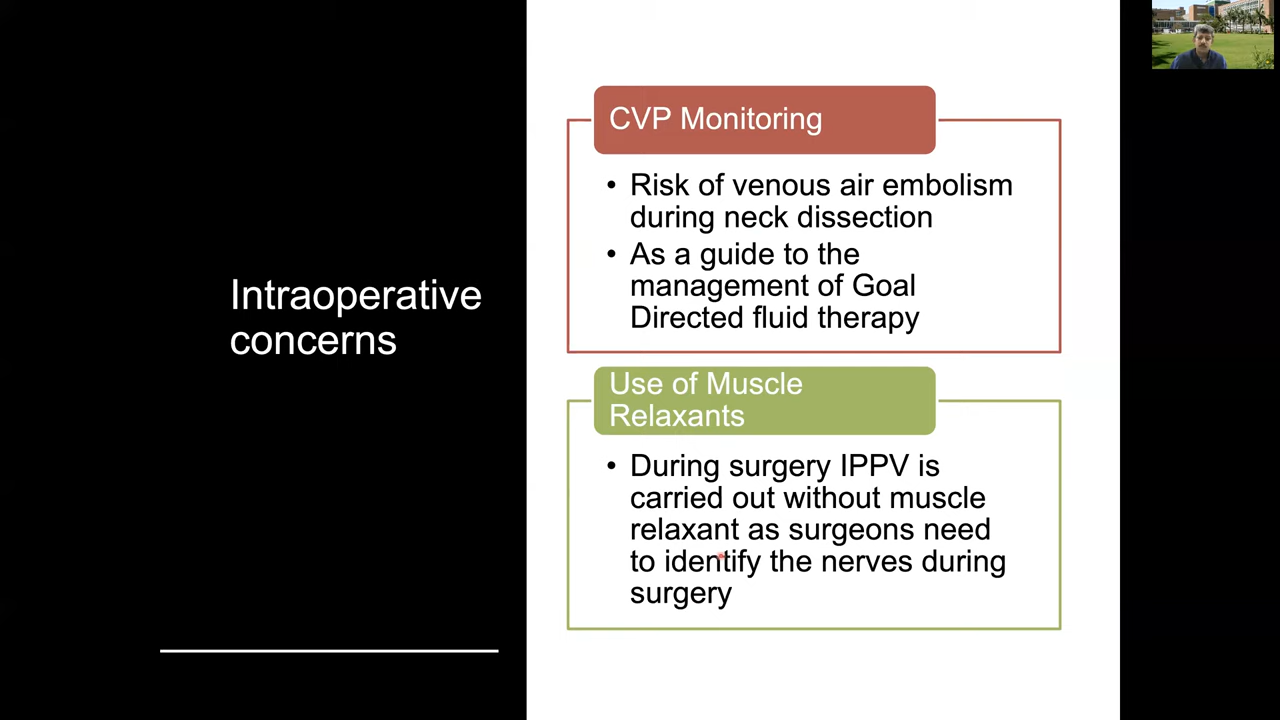 Intraoperative
concerns
CVP Monitoring
• Risk of venous air embolism
during neck dissection
• As a guide to the
management of Goal
Directed fluid therapy
Use of Muscle
Relaxants
• During surgery IPPV is
carried out without muscle
relaxant as surgeons need
to identify the nerves during
surgery